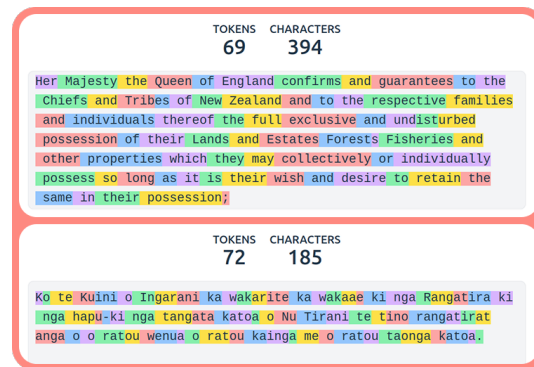 TOKENS CHARACTERS
69 394
Her Majesty the Queen of England confirms and guarantees to the
Chiefs and Tribes of New Zealand and to the respective families
and individuals thereof the full exclusive and undisturbed
possession of their Lands and Estates Forests Fisheries and
other properties which they may collectively or individually
possess so long as it is their wish and desire to retain the
same in their possession;
TOKENS CHARACTERS
72 185
Ko te Kuini o Ingarani ka wakarite ka wakaae ki nga Rangatira ki
nga hapu-ki nga tangata katoa o Nu Tirani te tino rangatirat
anga o o ratou wenua o ratou kainga me o ratou taonga katoa.